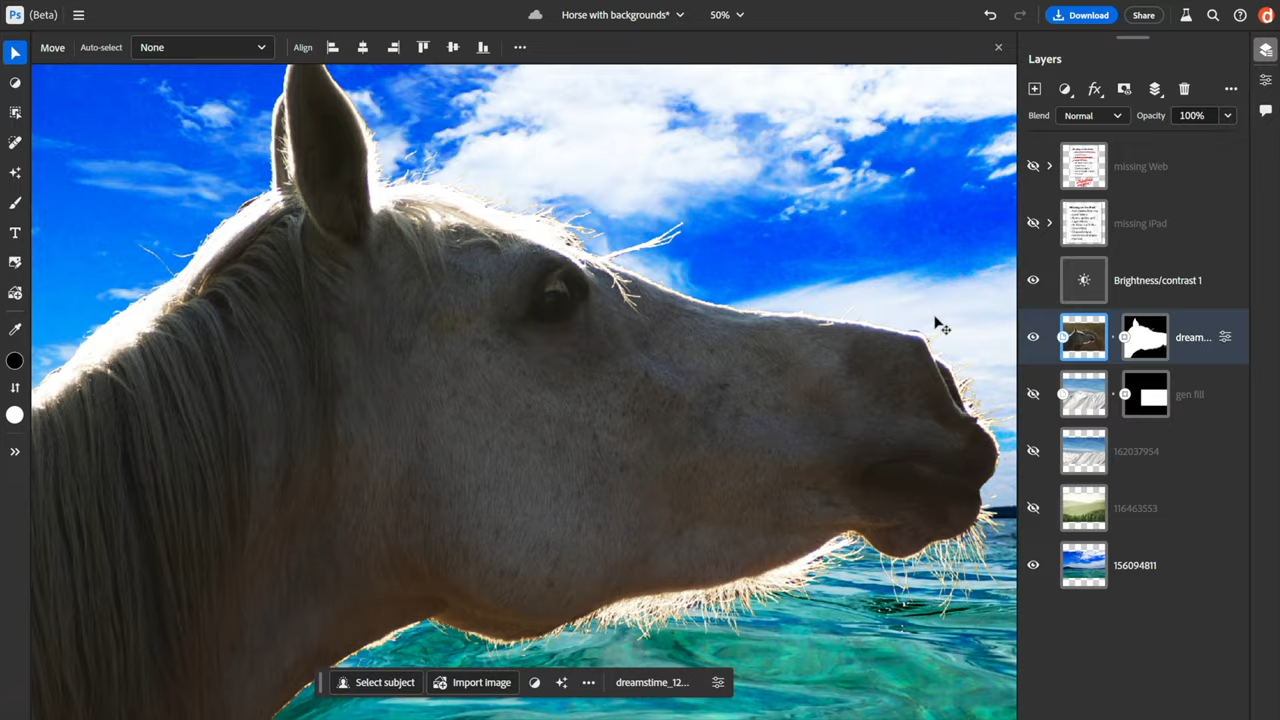 Ps (Beta) Horse with backgrounds* 50% Download Share
Move Auto-select None Align
Layers
Blend Normal Opacity 100%
missing Web
missing IPad
Brightness/contrast 1
dream...
gen fill
162037954
116463553
156094811
T
Select subject Import image dreamstime_12...